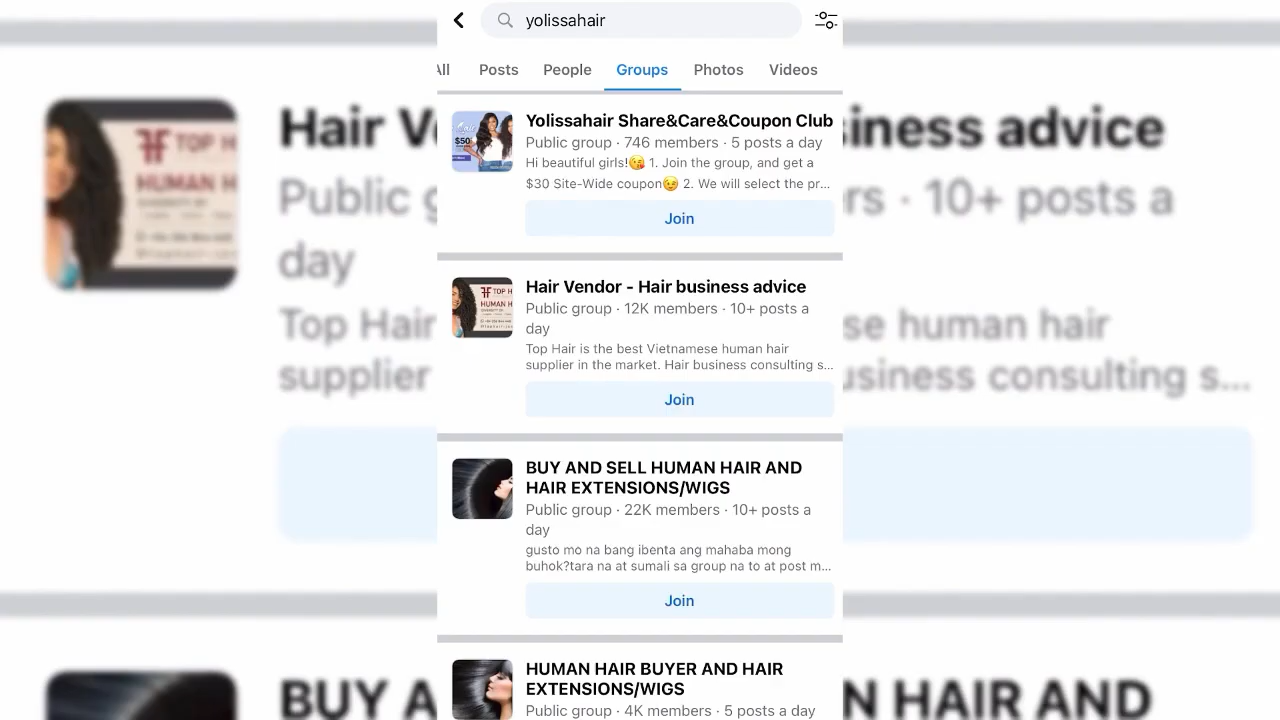 yolissahair
All Posts People Groups Photos Videos
Yolissahair Share&Care&Coupon Club
Public group · 746 members · 5 posts a day
Hi beautiful girls!😘 1. Join the group, and get a
$30 Site-Wide coupon😉 2. We will select the pr...
Join
Hair Vendor - Hair business advice
Public group · 12K members · 10+ posts a
day
Top Hair is the best Vietnamese human hair
supplier in the market. Hair business consulting s...
Join
BUY AND SELL HUMAN HAIR AND
HAIR EXTENSIONS/WIGS
Public group · 22K members · 10+ posts a
day
gusto mo na bang ibenta ang mahaba mong
buhok?tara na at sumali sa group na to at post m...
Join
HUMAN HAIR BUYER AND HAIR
EXTENSIONS/WIGS
Public group · 4K members · 5 posts a day